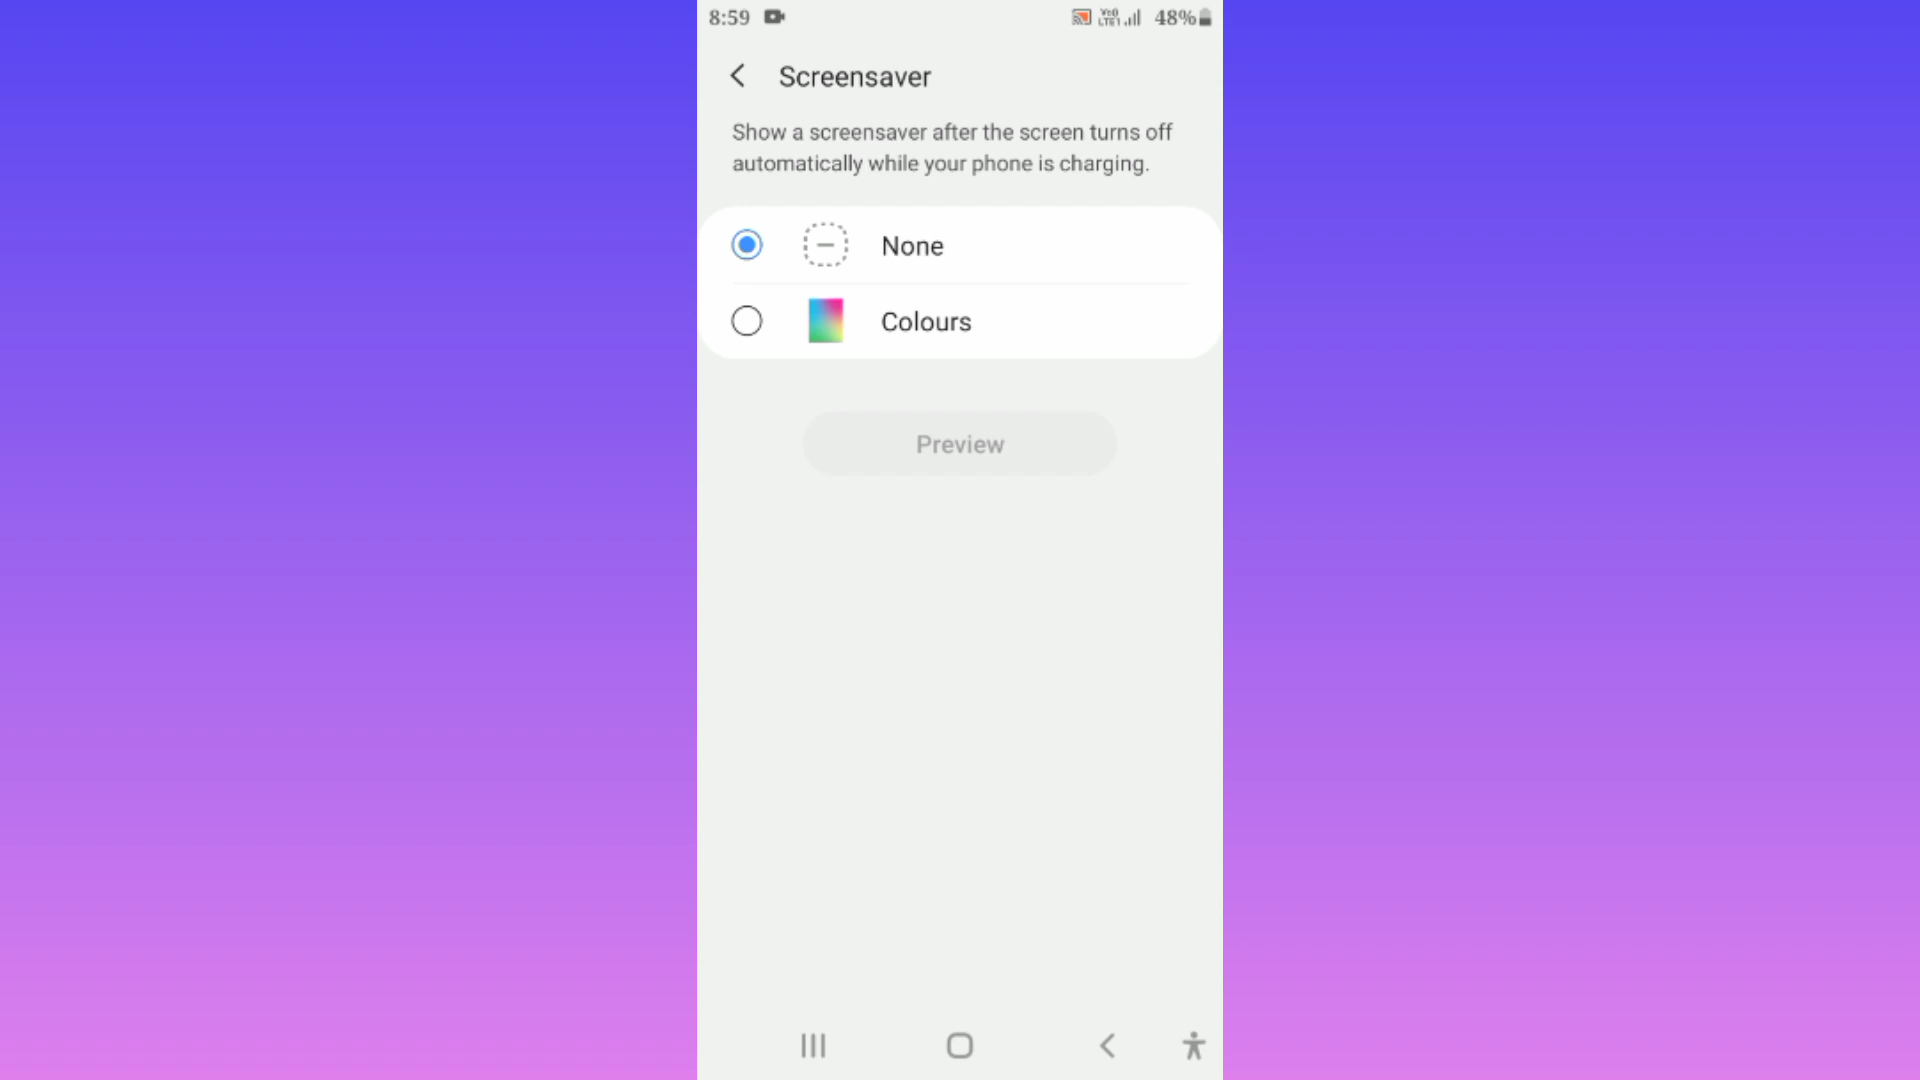 8:59
48%
Screensaver
Show a screensaver after the screen turns off
automatically while your phone is charging.
None
Colours
Preview